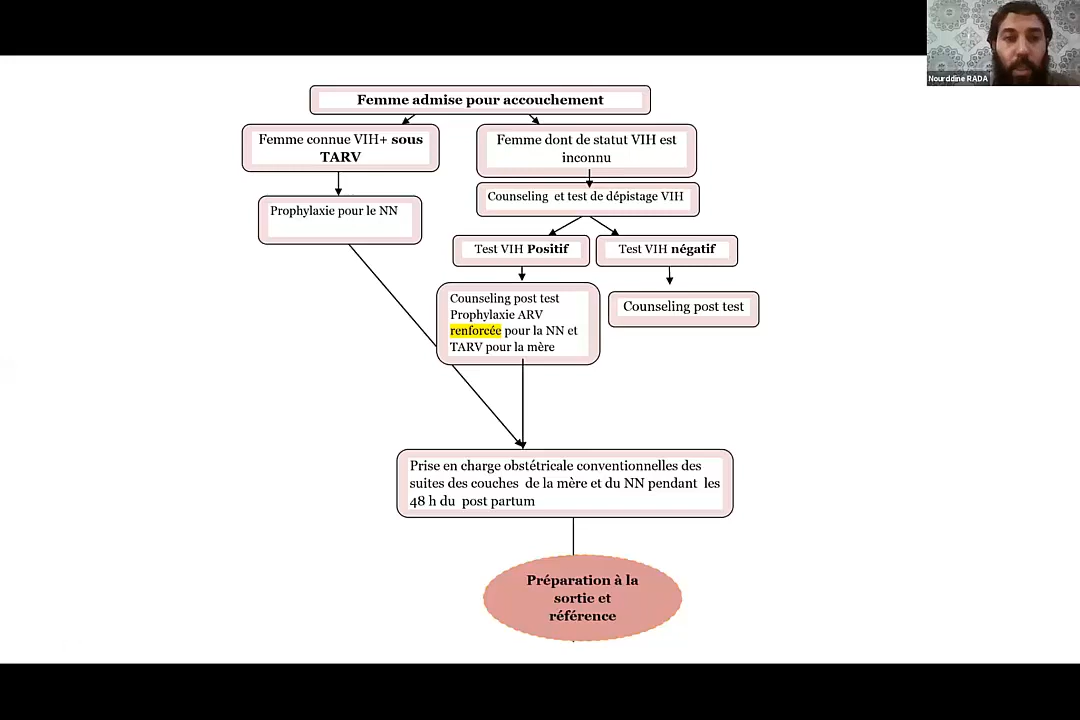 Nourddine RADA
Femme admise pour accouchement
Femme connue VIH+ sous
TARV
Femme dont de statut VIH est
inconnu
Prophylaxie pour le NN
Counseling et test de dépistage VIH
Test VIH Positif
Test VIH négatif
Counseling post test
Prophylaxie ARV
renforcée pour la NN et
TARV pour la mère
Counseling post test
Prise en charge obstétricale conventionnelles des
suites des couches de la mère et du NN pendant les
48 h du post partum
Préparation à la
sortie et
référence